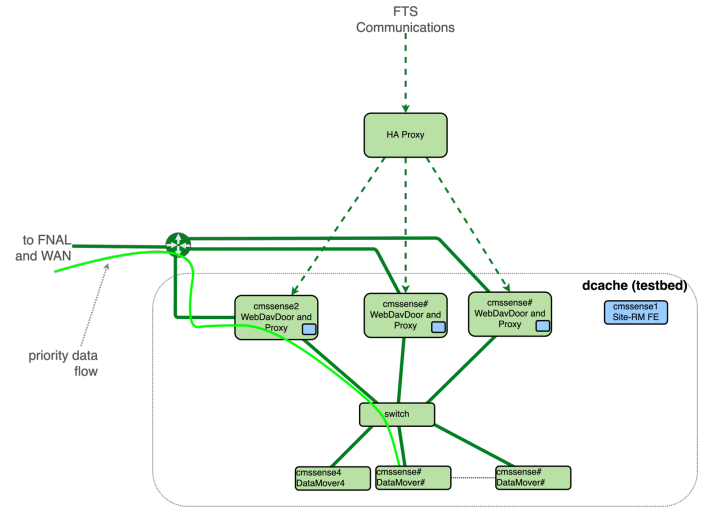 FTS
Communications
HA Proxy
to FNAL
and WAN
dcache (testbed)
cmssense2
WebDavDoor and
Proxy
cmssense#
WebDavDoor and
Proxy
cmssense#
WebDavDoor and
Proxy
cmssense1
Site-RM FE
priority data
flow
switch
cmssense4
DataMover4
cmssense#
DataMover#
cmssense#
DataMover#